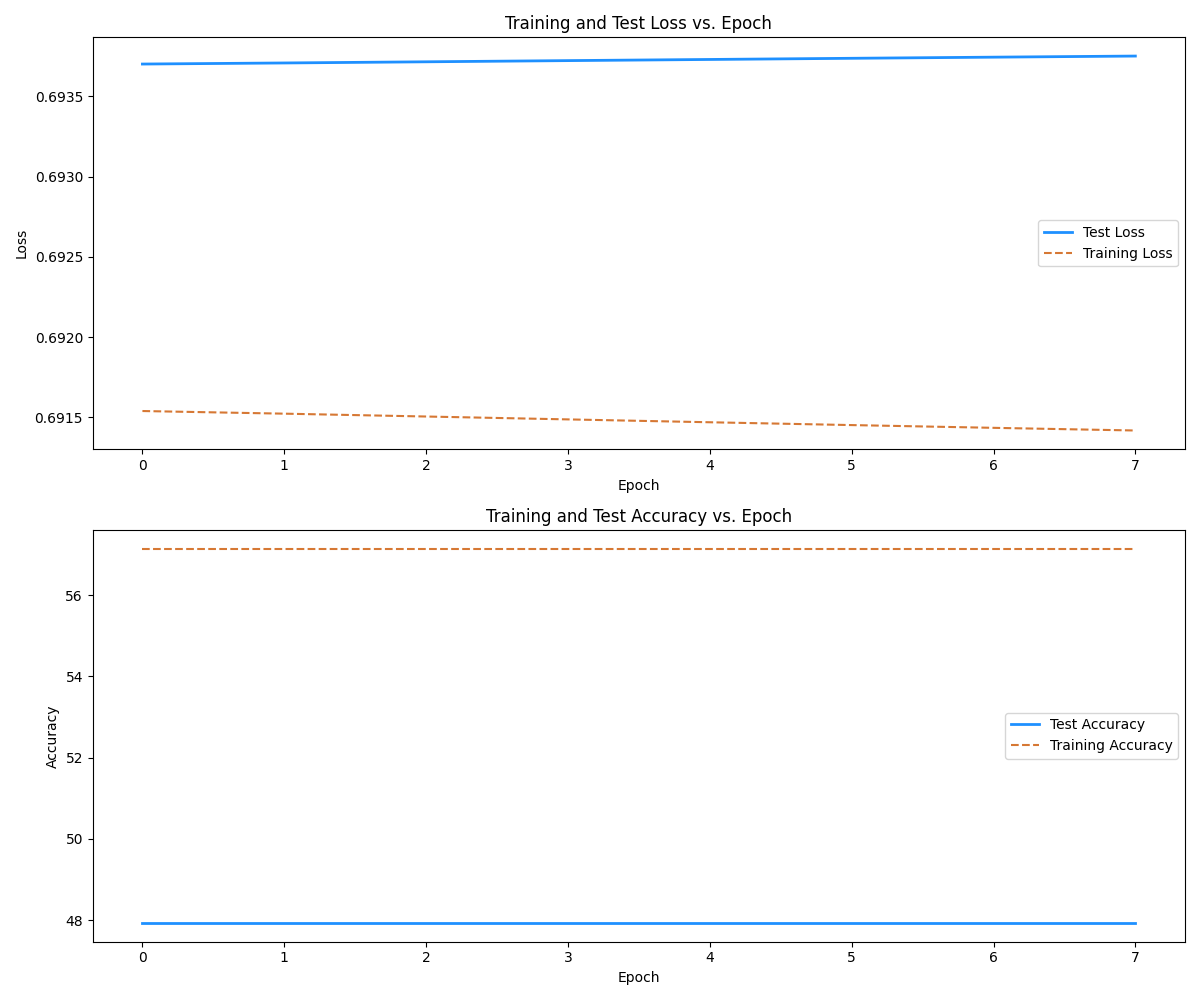 Training and Test Loss vs. Epoch
Loss
0.6935
0.6930
0.6925
0.6920
0.6915
Test Loss
Training Loss
0 1 2 3 4 5 6 7
Epoch
Training and Test Accuracy vs. Epoch
Accuracy
56
54
52
50
48
Test Accuracy
Training Accuracy
0 1 2 3 4 5 6 7
Epoch